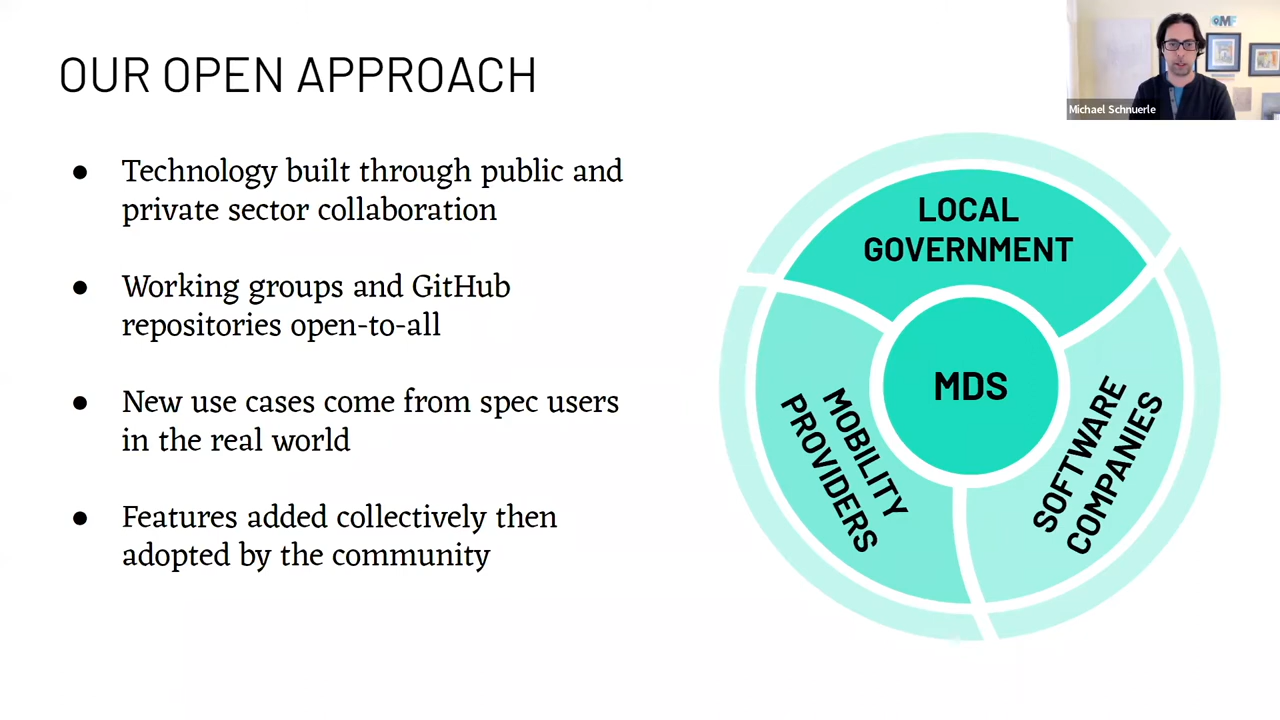 OUR OPEN APPROACH
OMF
Michael Schnuerle
● Technology built through public and
private sector collaboration
● Working groups and GitHub
repositories open-to-all
● New use cases come from spec users
in the real world
● Features added collectively then
adopted by the community
LOCAL
GOVERNMENT
MDS
MOBILITY
PROVIDERS
SOFTWARE
COMPANIES